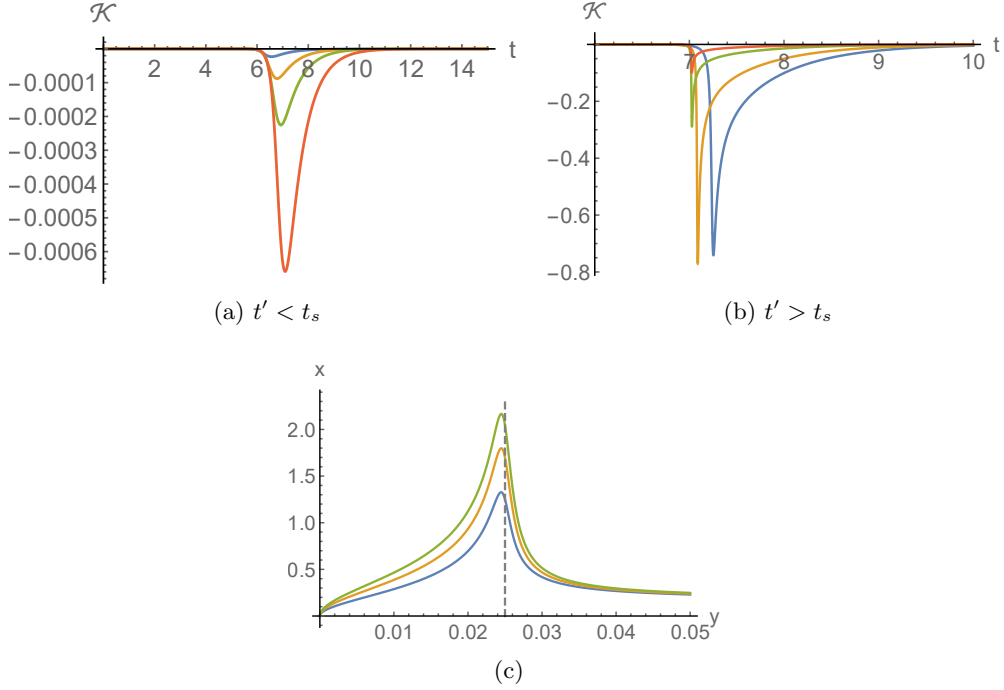 𝒦
t
2 4 6 8 10 12 14
−0.0001
−0.0002
−0.0003
−0.0004
−0.0005
−0.0006
(a) t′ < t_s
𝒦
t
7 8 9 10
−0.2
−0.4
−0.6
−0.8
(b) t′ > t_s
x
2.0
1.5
1.0
0.5
0.01 0.02 0.03 0.04 0.05 y
(c)